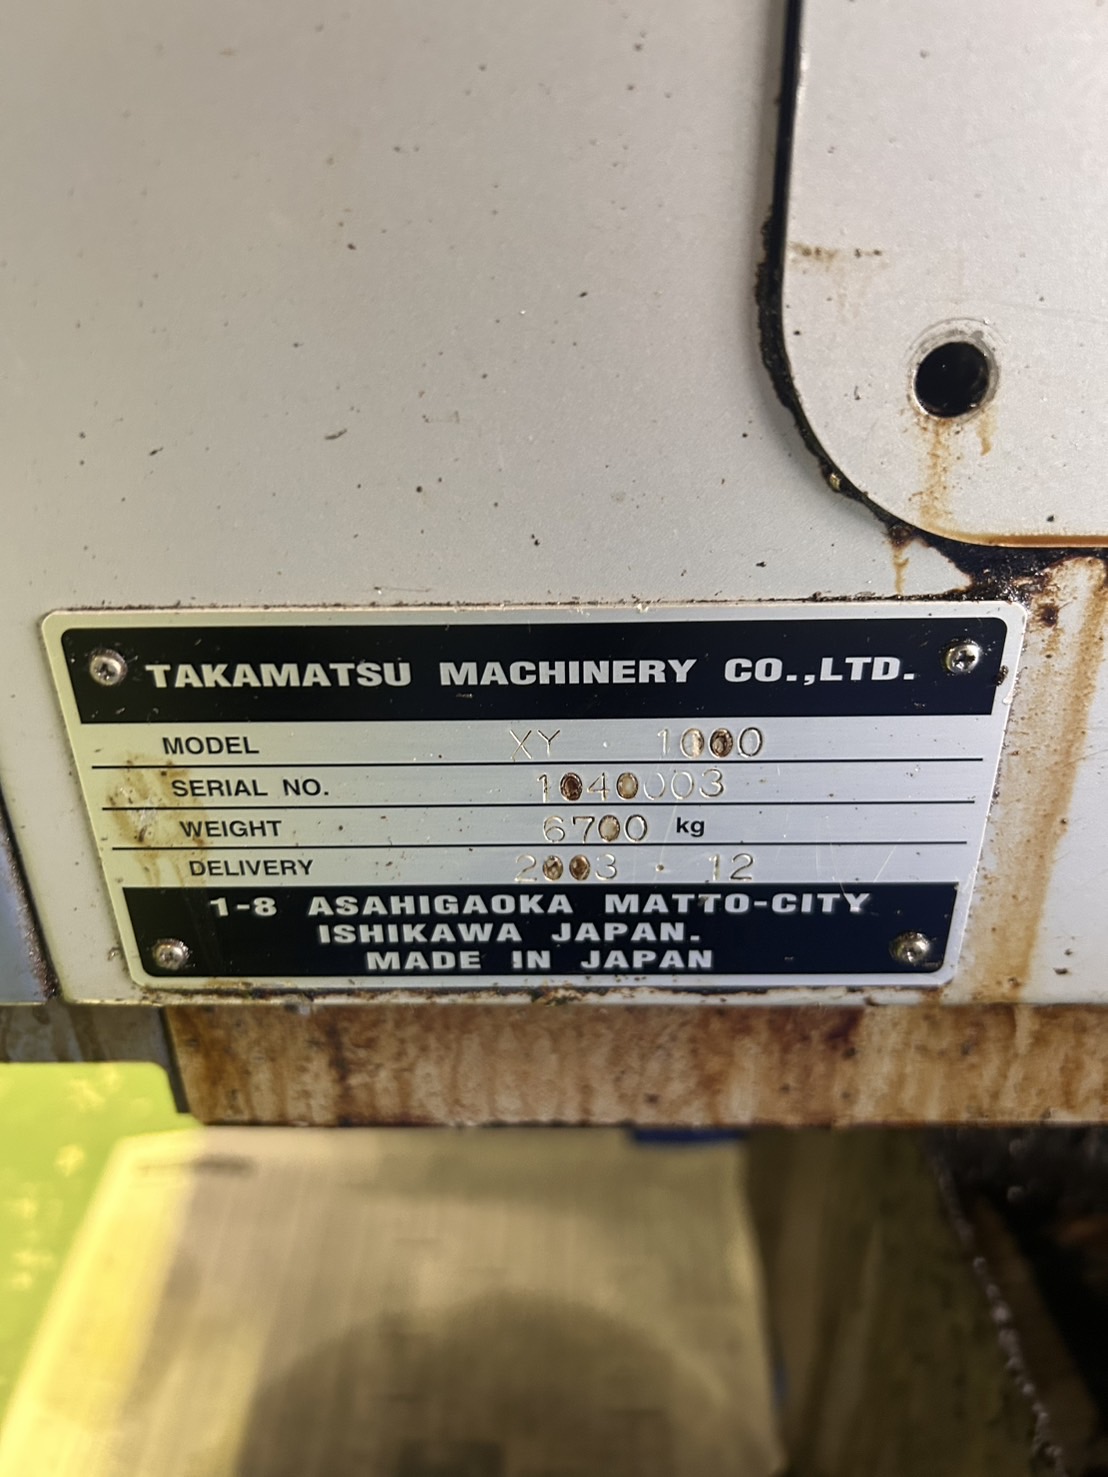 TAKAMATSU MACHINERY CO.,LTD.
MODEL XY - 1000
SERIAL NO. 1040003
WEIGHT 6700 kg
DELIVERY 2003 - 12
1-8 ASAHIGAOKA MATTO-CITY
ISHIKAWA JAPAN.
MADE IN JAPAN